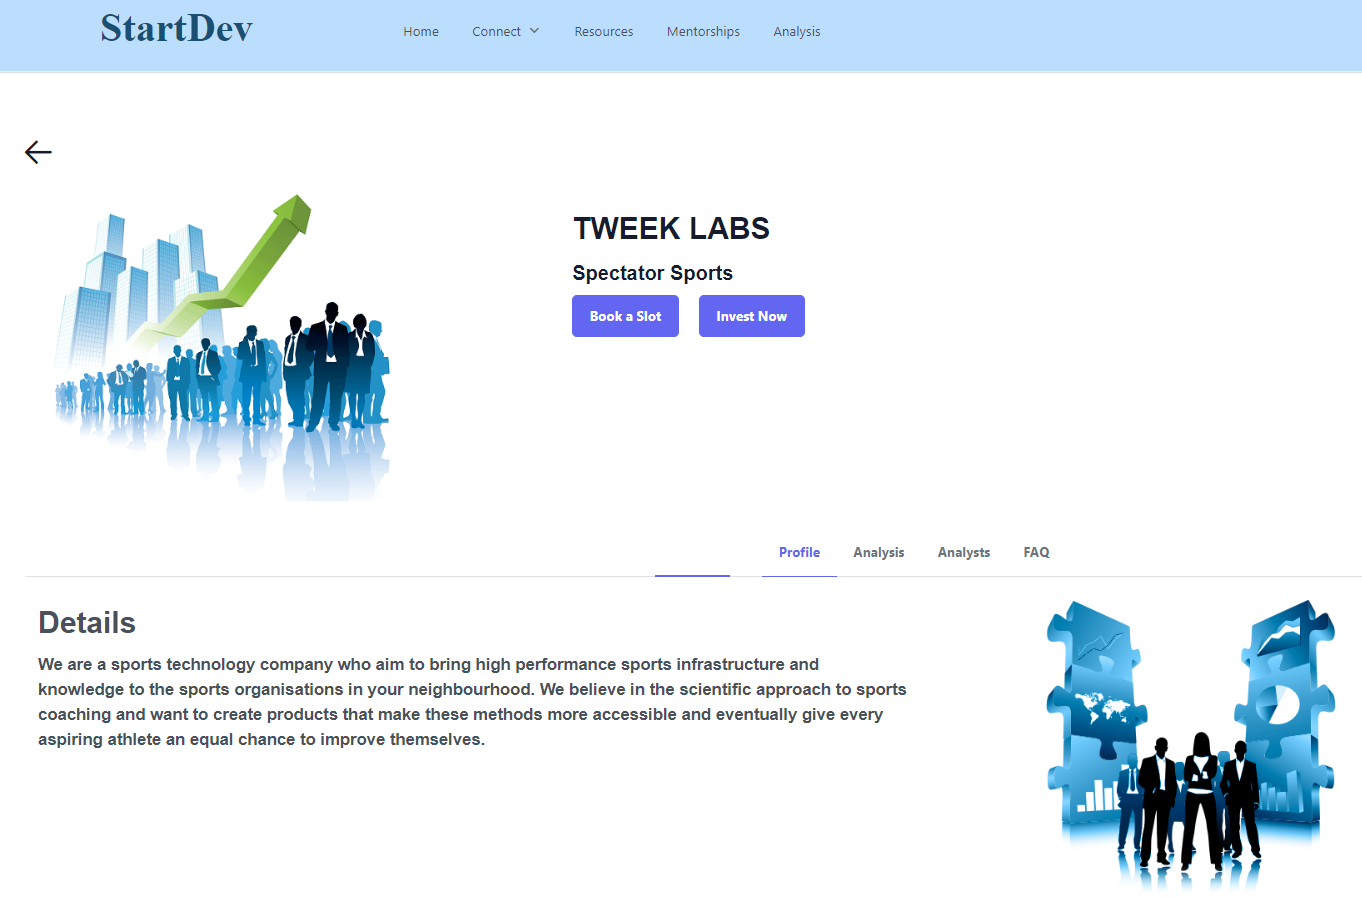 StartDev
Home Connect Resources Mentorships Analysis
TWEEK LABS
Spectator Sports
Book a Slot Invest Now
Profile Analysis Analysts FAQ
Details
We are a sports technology company who aim to bring high performance sports infrastructure and
knowledge to the sports organisations in your neighbourhood. We believe in the scientific approach to sports
coaching and want to create products that make these methods more accessible and eventually give every
aspiring athlete an equal chance to improve themselves.